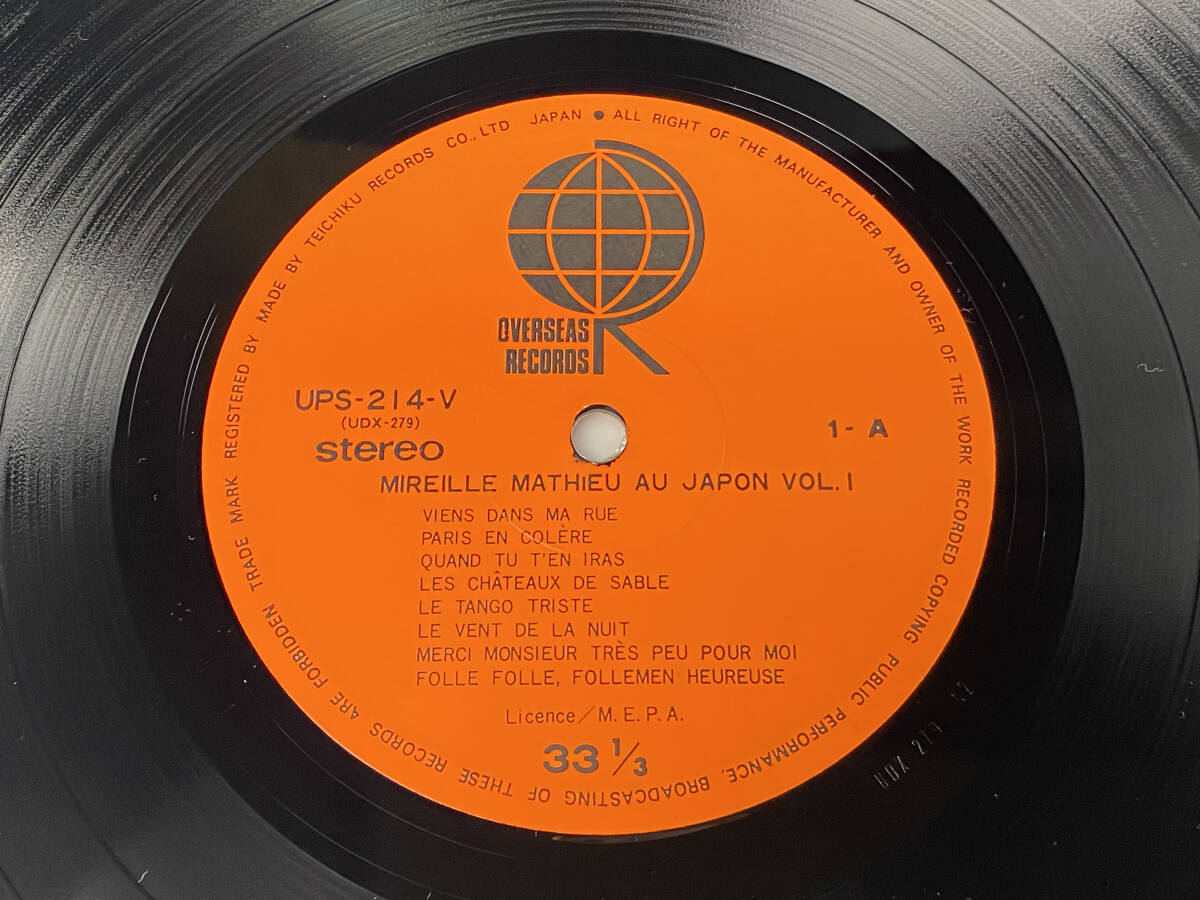 REGISTERED BY MADE BY TEICHIKU RECORDS CO., LTD JAPAN • ALL RIGHT OF THE MANUFACTURER AND OWNER OF THE WORK RECORDED COPYING PUBLIC PERFORMANCE, BROADCASTING OF THESE RECORDS ARE FORBIDDEN TRADE MARK
R
OVERSEAS
RECORDS
UPS-214-V
(UDX-279)
stereo
1- A
MIREILLE MATHIEU AU JAPON VOL. I
VIENS DANS MA RUE
PARIS EN COLÈRE
QUAND TU T'EN IRAS
LES CHÂTEAUX DE SABLE
LE TANGO TRISTE
LE VENT DE LA NUIT
MERCI MONSIEUR TRÈS PEU POUR MOI
FOLLE FOLLE, FOLLEMEN HEUREUSE
Licence/M.E.P.A.
33 1/3
UDX 279